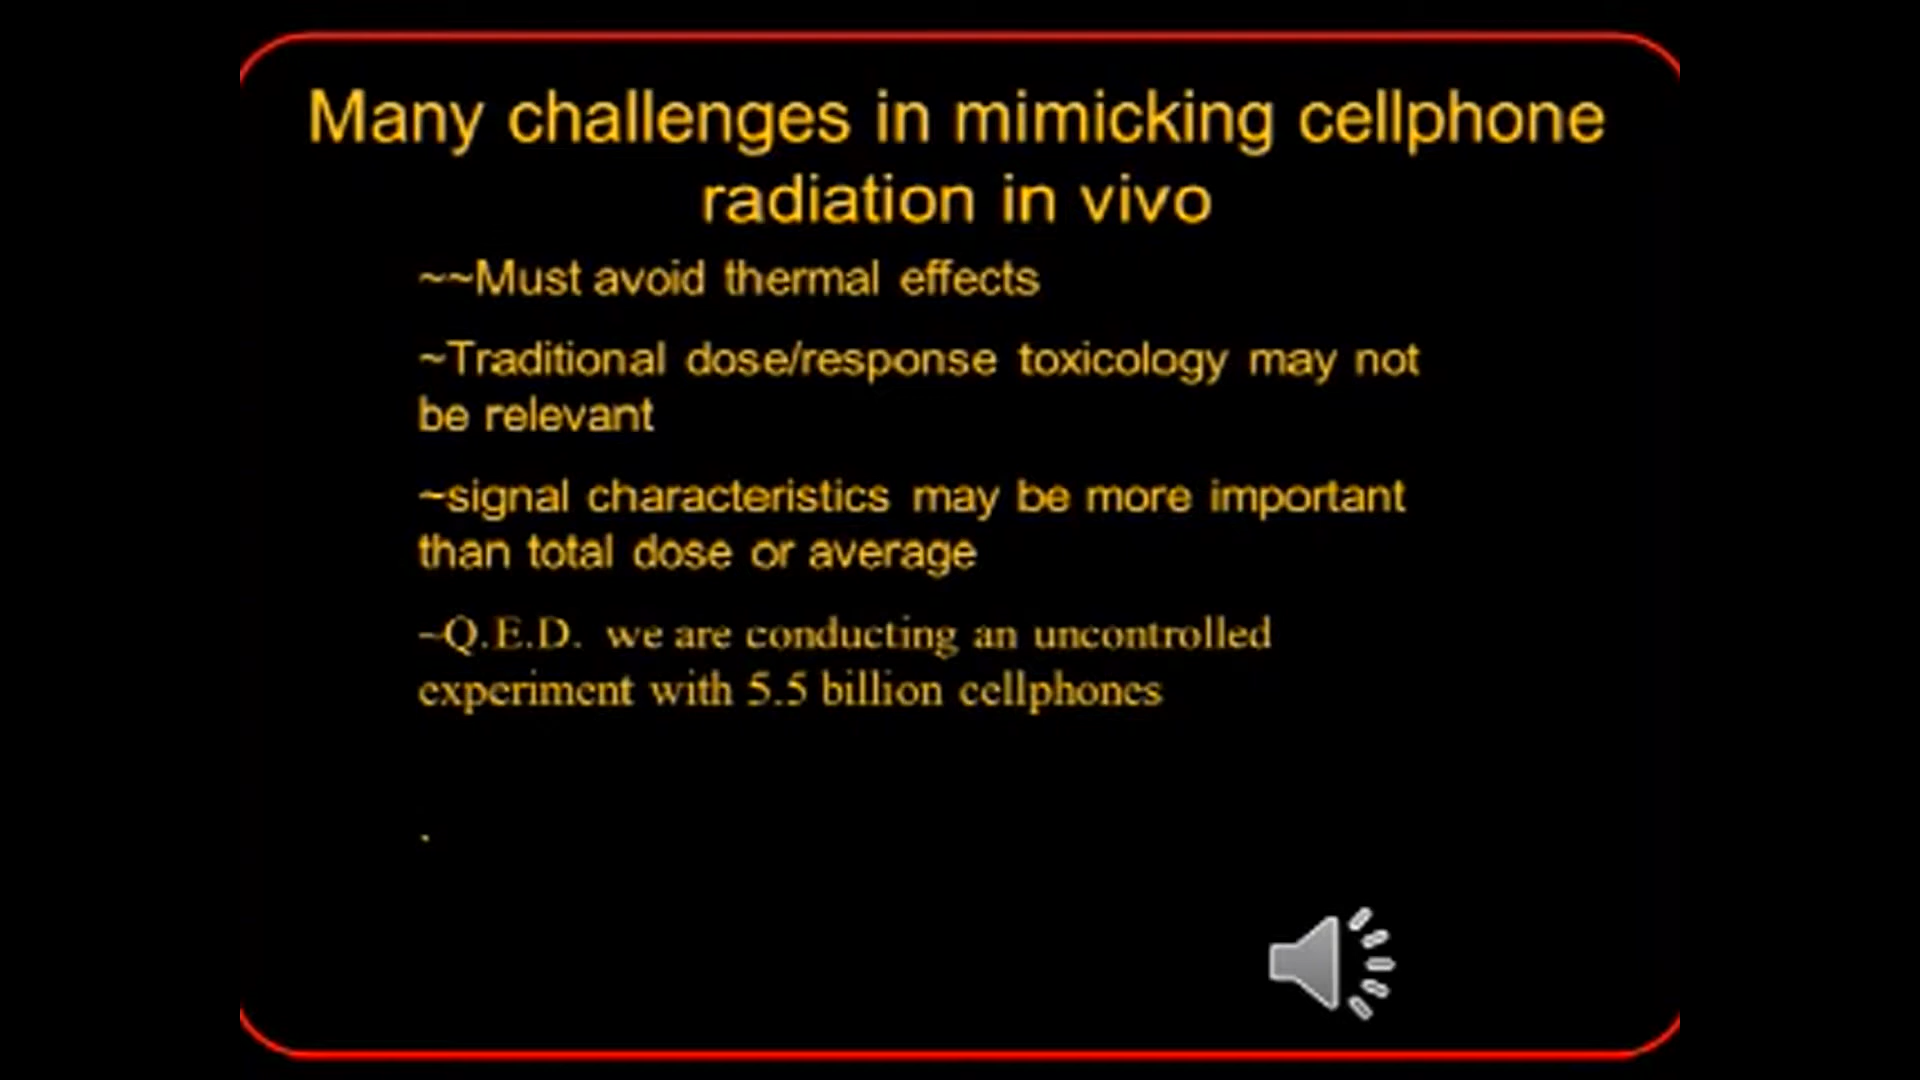 Many challenges in mimicking cellphone
radiation in vivo
~~Must avoid thermal effects
~Traditional dose/response toxicology may not
be relevant
~signal characteristics may be more important
than total dose or average
~Q.E.D. we are conducting an uncontrolled
experiment with 5.5 billion cellphones
.